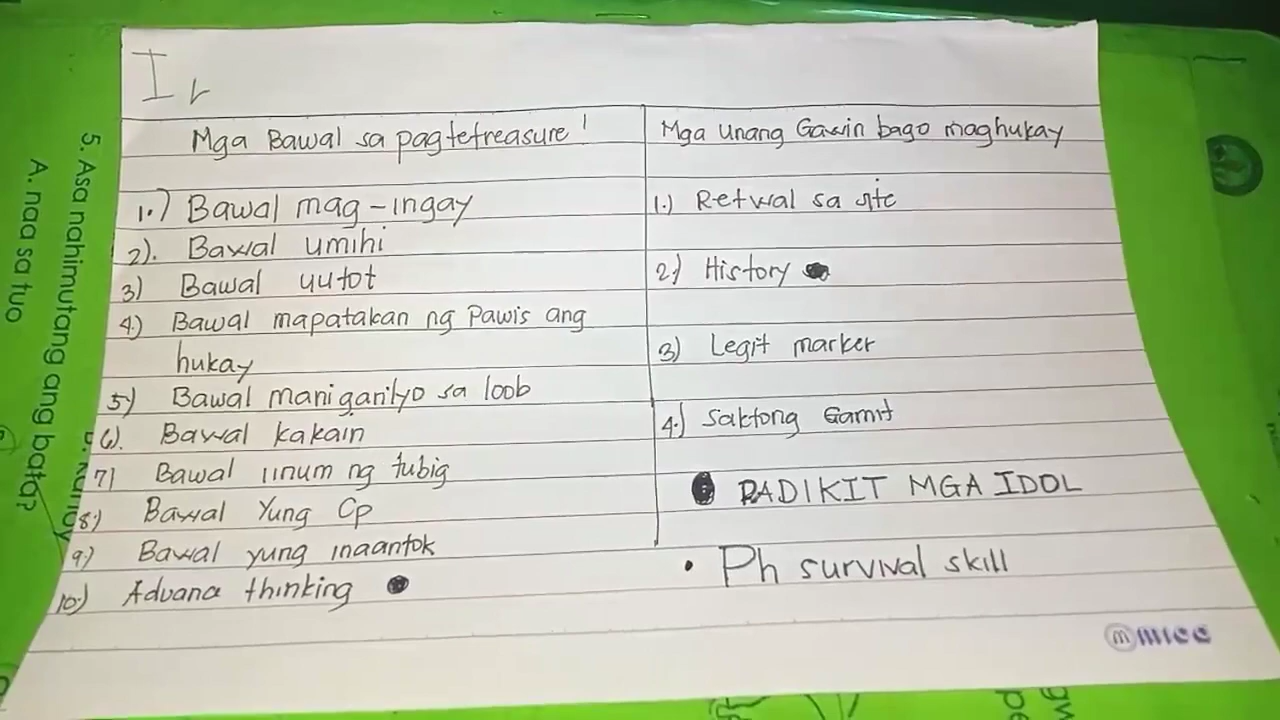 I
Mga Bawal sa pagtetreasure!
1.) Bawal mag-ingay
2). Bawal umihi
3) Bawal uutot
4.) Bawal mapatakan ng Pawis ang
hukay
5) Bawal manigarilyo sa loob
6). Bawal kakain
7) Bawal iinum ng tubig
8.) Bawal Yung Cp
9.) Bawal yung inaantok
10.) Advance thinking
Mga Unang Gawin bago maghukay
1.) Retwal sa site
2.) History
3) Legit marker
4.) Saktong Gamit
PADIKIT MGA IDOL
• Ph survival skill
miee
5. Asa nahimutang ang bata?
A. naa sa tuo